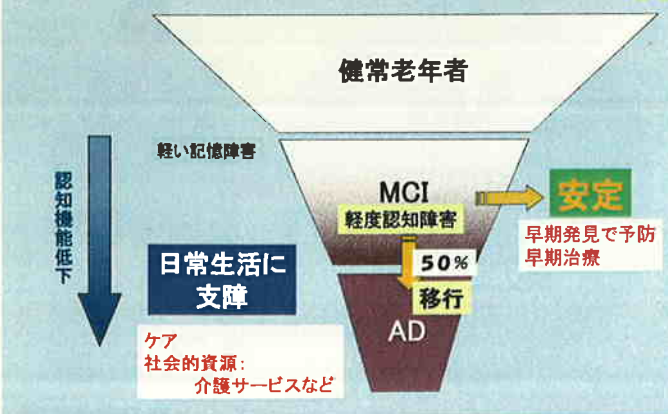 健常老年者
軽い記憶障害
認知機能低下
MCI
軽度認知障害
安定
早期発見で予防
早期治療
50%
移行
日常生活に
支障
AD
ケア
社会的資源:
介護サービスなど